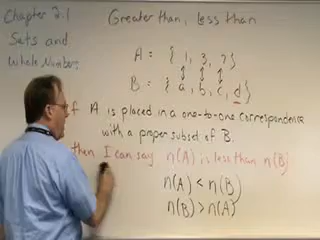 Chapter 2.1
Sets and
Whole Numbers
Greater than, less than
A = { 1, 3, 7 }
B = { a, b, c, d }
f A is placed in a one-to-one correspondence
with a proper subset of B.
then I can say n(A) is less than n(B)
n(A) < n(B)
n(B) > n(A)